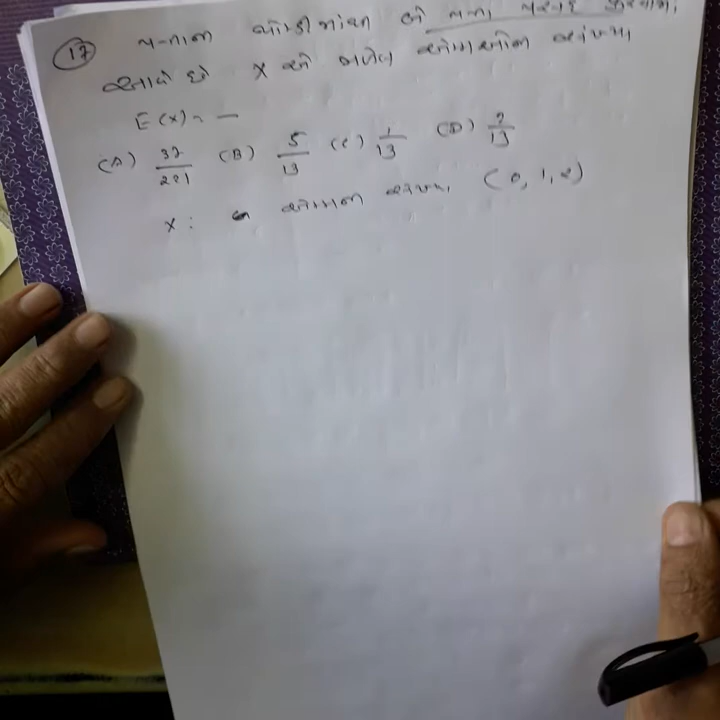 (17) પત્તાની થોકડીમાંથી બે પત્તા પસંદ કરવામાં
આવે છે X એ મળેલ એક્કાઓની સંખ્યા
E(x) = —
(A) 37/221 (B) 5/13 (C) 1/13 (D) 2/13
X : એક્કાની સંખ્યા (0, 1, 2)